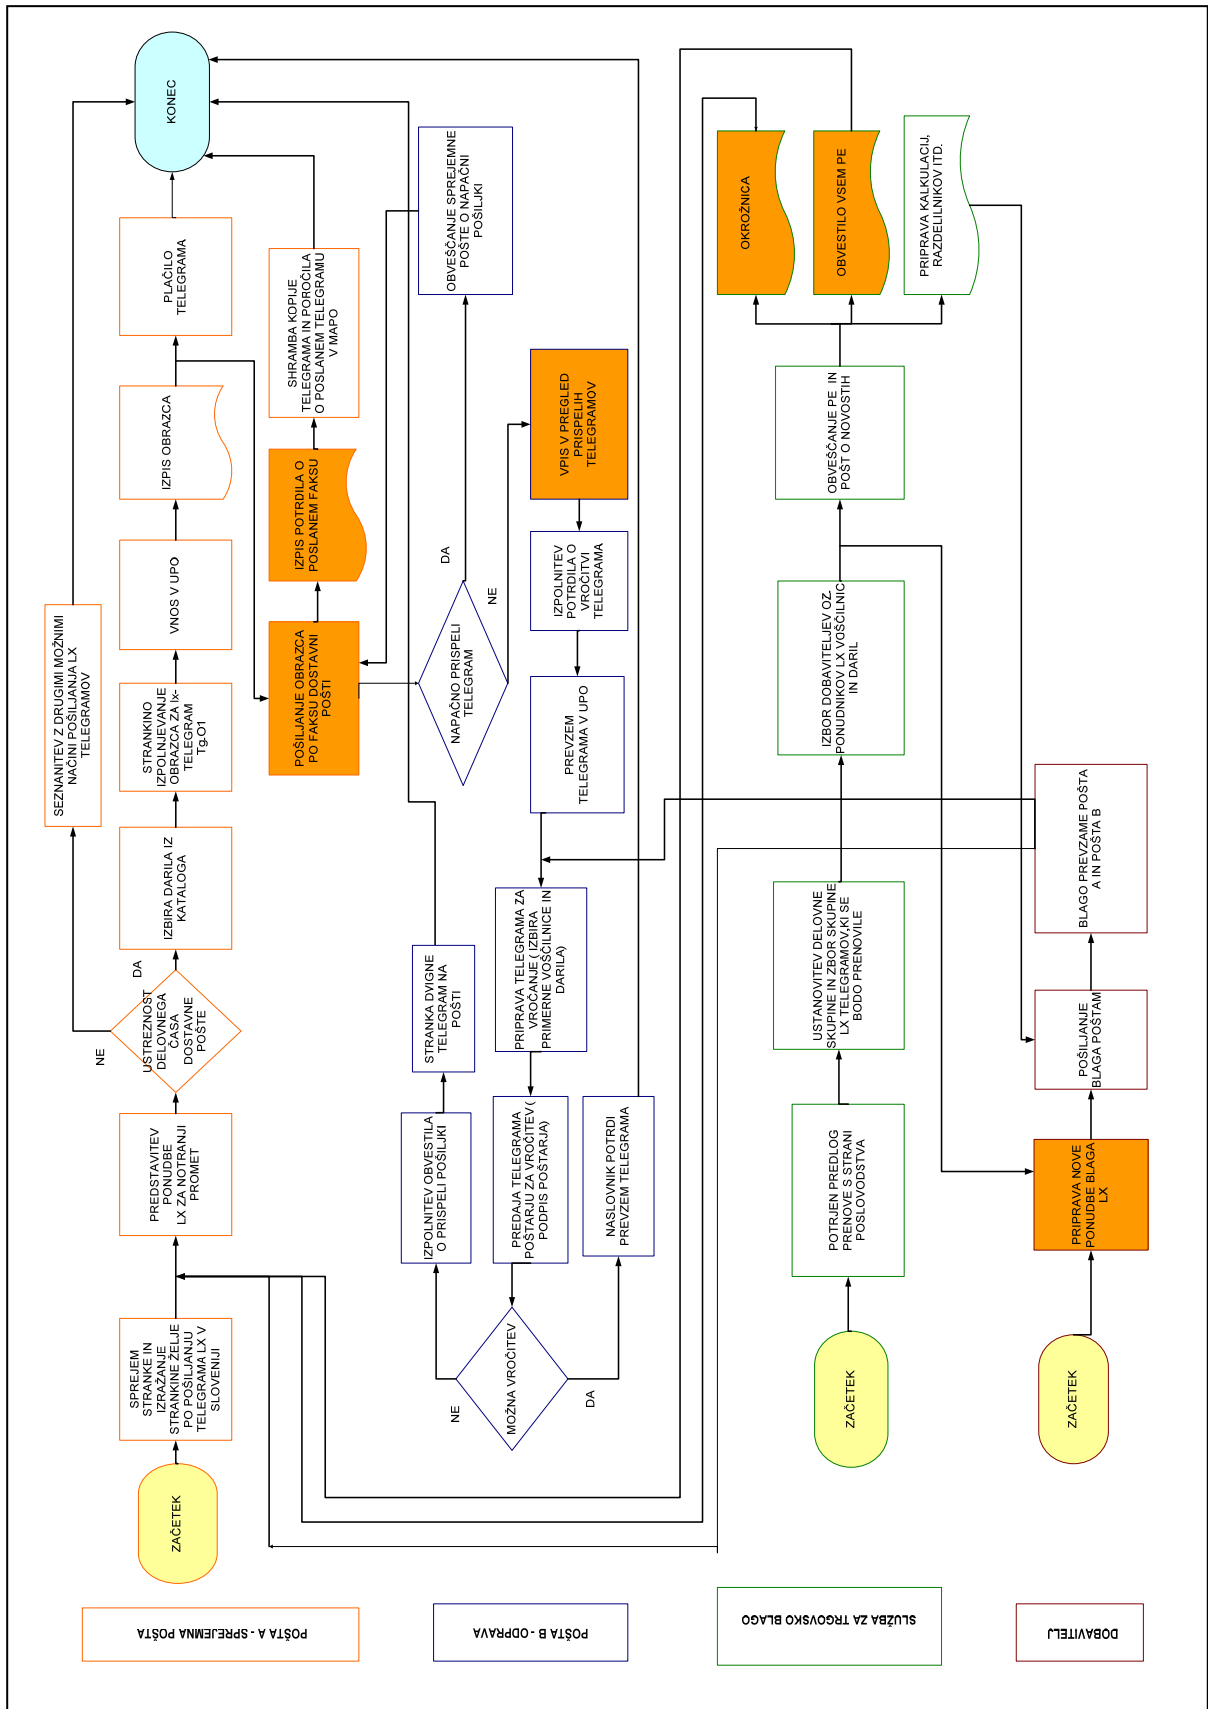 POŠTA A - SPREJEMNA POŠTA
ZAČETEK
SPREJEM
STRANKE IN
IZRAŽANJE
STRANKINE ŽELJE
PO POŠILJANJU
TELEGRAMA LX V
SLOVENIJI
PREDSTAVITEV
PONUDBE
LX ZA NOTRANJI
PROMET
USTREZNOST
DELOVNEGA
ČASA
DOSTAVNE
POŠTE
NE
DA
SEZNANITEV Z DRUGIMI MOŽNIMI
NAČINI POŠILJANJA LX
TELEGRAMOV
IZBIRA DARILA IZ
KATALOGA
STRANKINO
IZPOLNJEVANJE
OBRAZCA ZA lx-
TELEGRAM
Tg.O1
VNOS V UPO
IZPIS OBRAZCA
PLAČILO
TELEGRAMA
KONEC
POŠILJANJE OBRAZCA
PO FAKSU DOSTAVNI
POŠTI
IZPIS POTRDILA O
POSLANEM FAKSU
SHRAMBA KOPIJE
TELEGRAMA IN POROČILA
O POSLANEM TELEGRAMU
V MAPO
POŠTA B - ODPRAVA
NAPAČNO PRISPELI
TELEGRAM
DA
NE
OBVEŠČANJE SPREJEMNE
POŠTE O NAPAČNI
POŠILJKI
VPIS V PREGLED
PRISPELIH
TELEGRAMOV
IZPOLNITEV
POTRDILA O
VROČITVI
TELEGRAMA
PREVZEM
TELEGRAMA V UPO
PRIPRAVA TELEGRAMA ZA
VROČANJE ( IZBIRA
PRIMERNE VOŠČILNICE IN
DARILA)
PREDAJA TELEGRAMA
POŠTARJU ZA VROČITEV (
PODPIS POŠTARJA)
MOŽNA VROČITEV
NE
DA
IZPOLNITEV OBVESTILA
O PRISPELI POŠILJKI
STRANKA DVIGNE
TELEGRAM NA
POŠTI
NASLOVNIK POTRDI
PREVZEM TELEGRAMA
SLUŽBA ZA TRGOVSKO BLAGO
ZAČETEK
POTRJEN PREDLOG
PRENOVE S STRANI
POSLOVODSTVA
USTANOVITEV DELOVNE
SKUPINE IN ZBOR SKUPINE
LX TELEGRAMOV,KI SE
BODO PRENOVILE
IZBOR DOBAVITELJEV OZ.
PONUDNIKOV LX VOŠČILNIC
IN DARIL
OBVEŠČANJE PE IN
POŠT O NOVOSTIH
OKROŽNICA
OBVESTILO VSEM PE
PRIPRAVA KALKULACIJ,
RAZDELILNIKOV ITD.
DOBAVITELJ
ZAČETEK
PRIPRAVA NOVE
PONUDBE BLAGA
LX
POŠILJANJE
BLAGA POŠTAM
BLAGO PREVZAME POŠTA
A IN POŠTA B